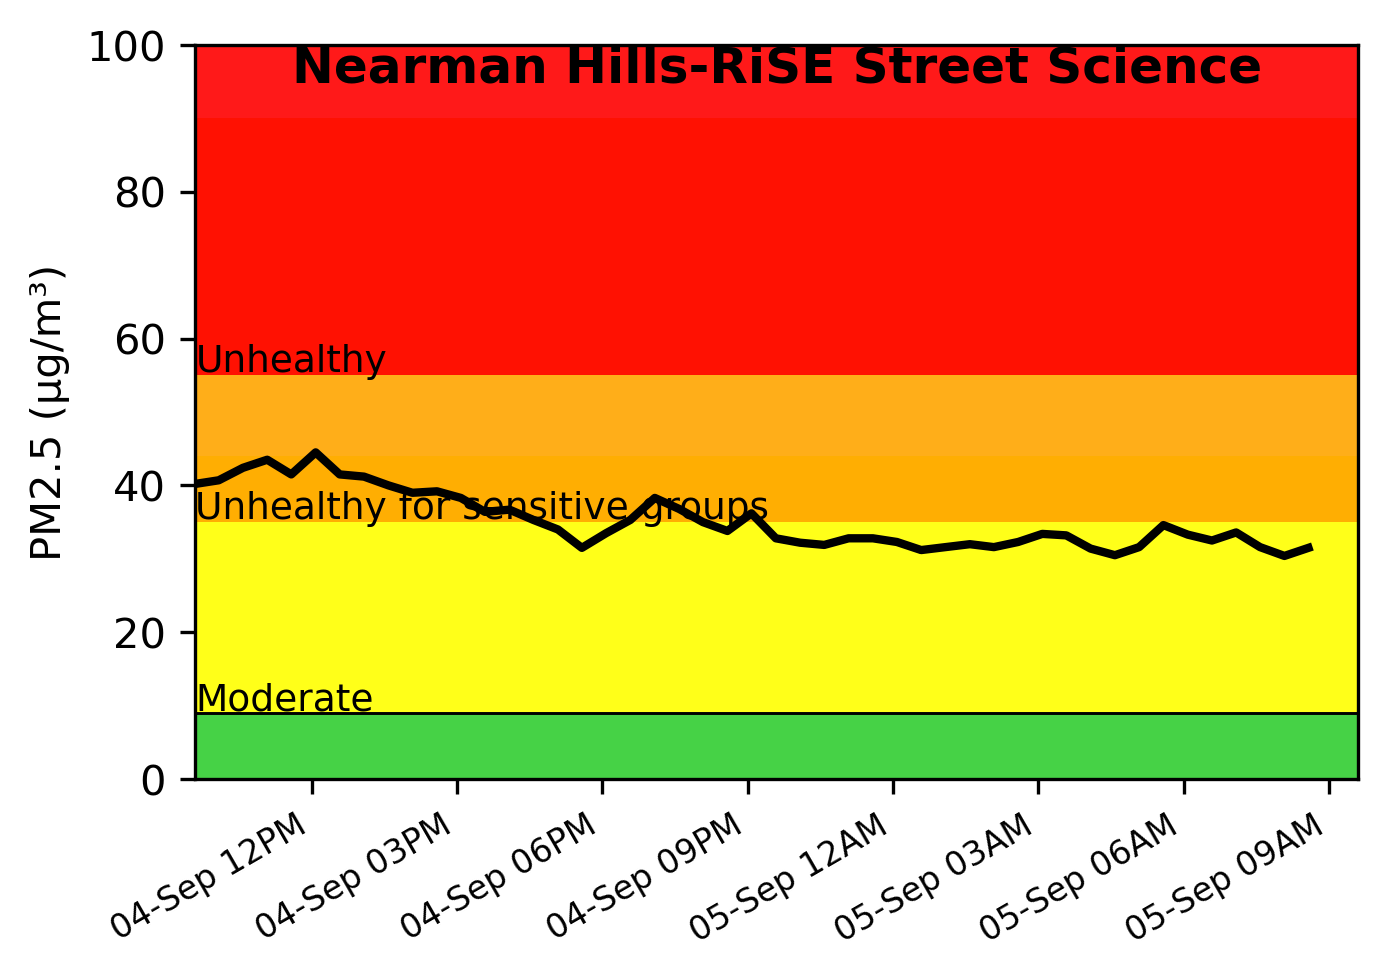 Nearman Hills-RiSE Street Science
100
80
60
40
20
0
PM2.5 (µg/m³)
Unhealthy
Unhealthy for sensitive groups
Moderate
04-Sep 12PM
04-Sep 03PM
04-Sep 06PM
04-Sep 09PM
05-Sep 12AM
05-Sep 03AM
05-Sep 06AM
05-Sep 09AM